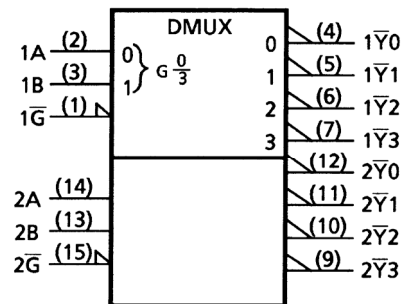 DMUX
1A (2) 0 } G 0/3 0 (4) 1Y̅0
1B (3) 1 1 (5) 1Y̅1
1G̅ (1) 2 (6) 1Y̅2
3 (7) 1Y̅3
(12) 2Y̅0
2A (14) (11) 2Y̅1
2B (13) (10) 2Y̅2
2G̅ (15) (9) 2Y̅3